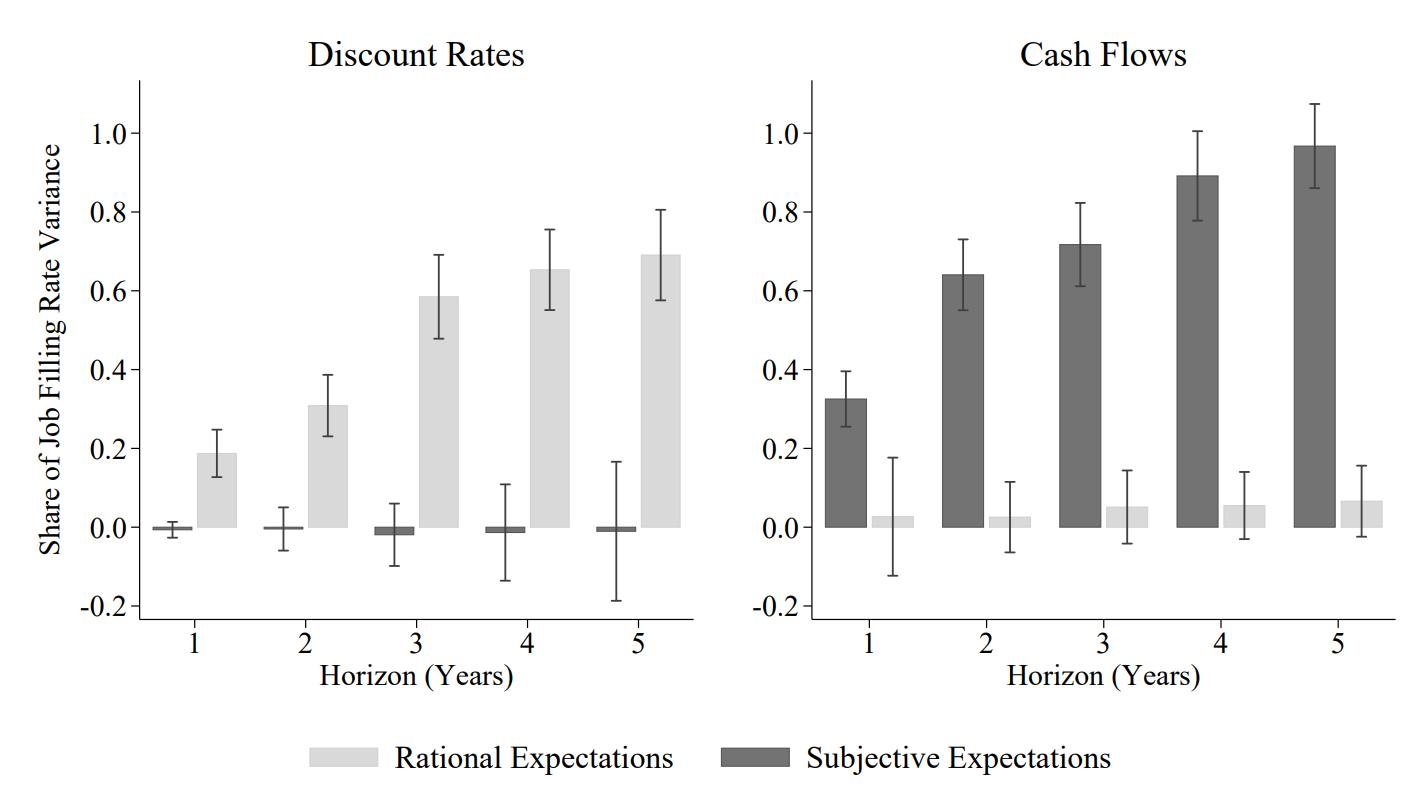 Discount Rates
Cash Flows
Share of Job Filling Rate Variance
1.0
0.8
0.6
0.4
0.2
0.0
-0.2
1 2 3 4 5
Horizon (Years)
1.0
0.8
0.6
0.4
0.2
0.0
-0.2
1 2 3 4 5
Horizon (Years)
Rational Expectations
Subjective Expectations